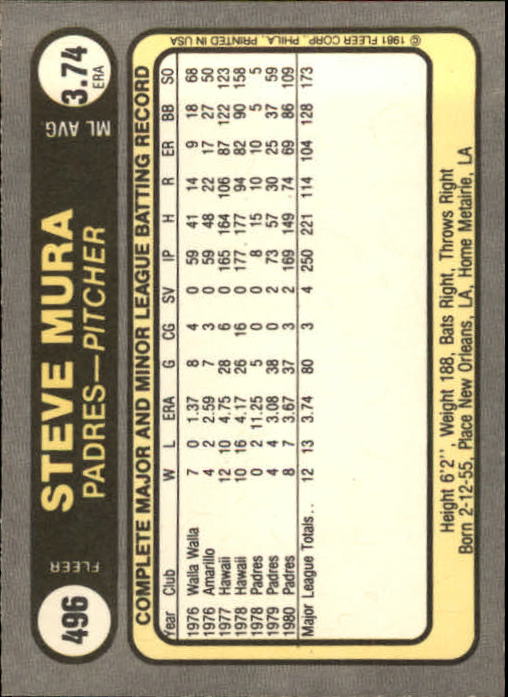 496
FLEER
STEVE MURA
PADRES—PITCHER
ML AVG.
3.74
ERA
COMPLETE MAJOR AND MINOR LEAGUE BATTING RECORD
Year Club W L ERA G CG SV IP H R ER BB SO
1976 Walla Walla 7 0 1.37 8 4 0 59 41 14 9 18 68
1976 Amarillo 4 2 2.59 7 3 0 59 48 22 17 27 50
1977 Hawaii 12 10 4.75 28 6 0 165 164 106 87 122 123
1978 Hawaii 10 16 4.17 26 16 0 177 177 94 82 90 158
1978 Padres 0 2 11.25 5 0 0 8 15 10 10 5 5
1979 Padres 4 4 3.08 38 0 2 73 57 30 25 37 59
1980 Padres 8 7 3.67 37 3 2 169 149 74 69 86 109
Major League Totals.. 12 13 3.74 80 3 4 250 221 114 104 128 173
Height 6'2'', Weight 188, Bats Right, Throws Right
Born 2-12-55, Place New Orleans, LA, Home Metairie, LA
© 1981 FLEER CORP., PHILA., PRINTED IN USA